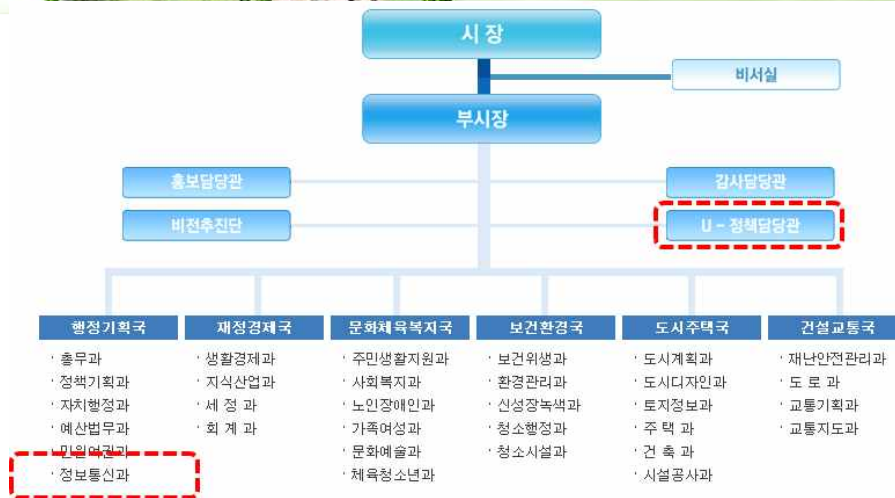 시 장
비서실
부시장
홍보담당관
감사담당관
비전추진단
U - 정책담당관
행정기획국
재정경제국
문화체육복지국
보건환경국
도시주택국
건설교통국
· 총무과
· 정책기획과
· 자치행정과
· 예산법무과
· 민원여권과
· 정보통신과
· 생활경제과
· 지식산업과
· 세 정 과
· 회 계 과
· 주민생활지원과
· 사회복지과
· 노인장애인과
· 가족여성과
· 문화예술과
· 체육청소년과
· 보건위생과
· 환경관리과
· 신성장녹색과
· 청소행정과
· 청소시설과
· 도시계획과
· 도시디자인과
· 토지정보과
· 주 택 과
· 건 축 과
· 시설공사과
· 재난안전관리과
· 도 로 과
· 교통기획과
· 교통지도과